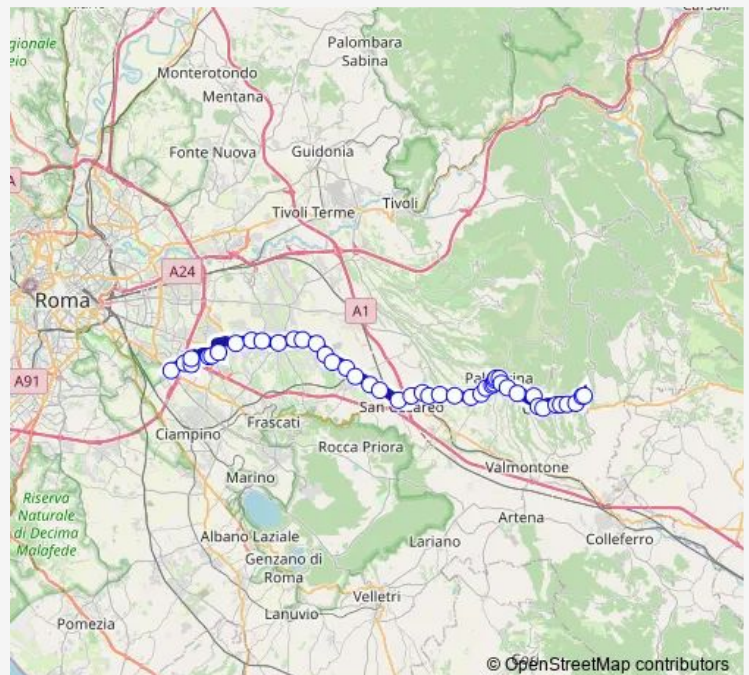 Carsoli
Palombara
Sabina
Monterotondo
Mentana
Fonte Nuova
Guidonia
Tivoli Terme
Tivoli
A24
Roma
A1
A91
San Cesareo
Frascati
Ciampino
Rocca Priora
Marino
Valmontone
Riserva
Naturale
di Decima
Malafede
Artena
Colleferro
Albano Laziale
Lariano
Genzano di
Roma
Velletri
Lanuvio
Pomezia
© OpenStreetMap contributors